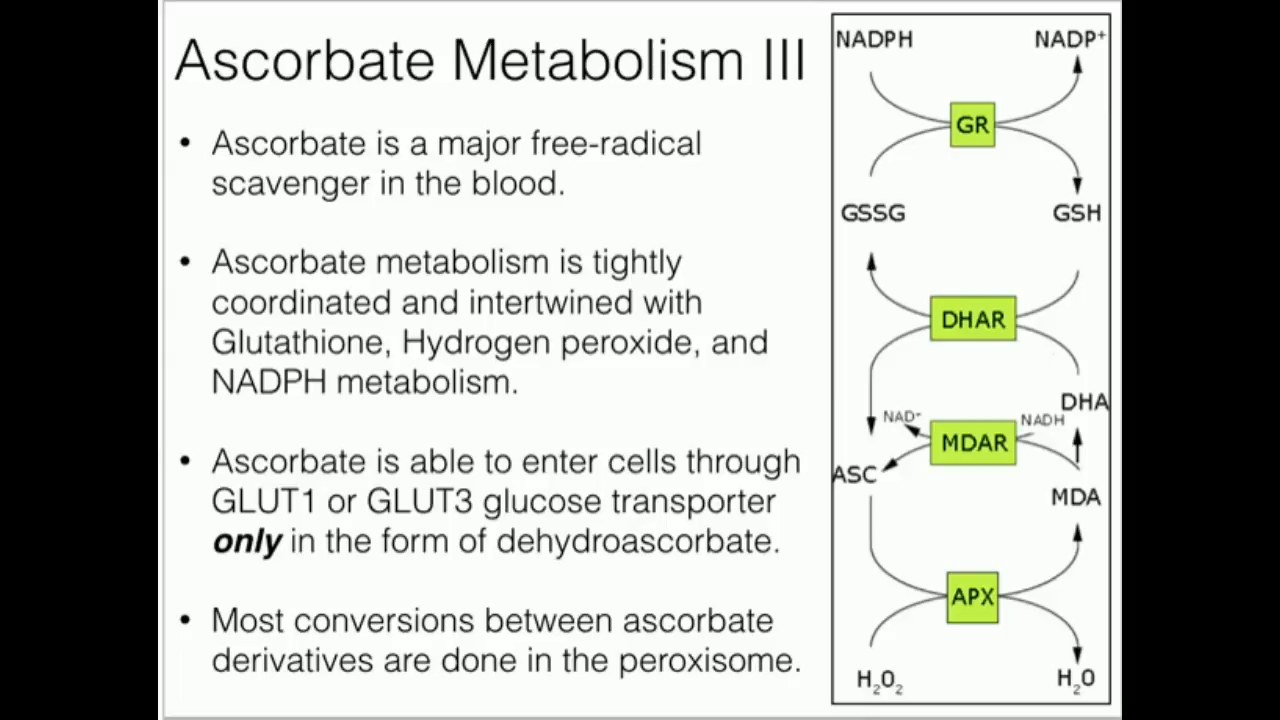 Ascorbate Metabolism III
• Ascorbate is a major free-radical
scavenger in the blood.
• Ascorbate metabolism is tightly
coordinated and intertwined with
Glutathione, Hydrogen peroxide, and
NADPH metabolism.
• Ascorbate is able to enter cells through
GLUT1 or GLUT3 glucose transporter
only in the form of dehydroascorbate.
• Most conversions between ascorbate
derivatives are done in the peroxisome.
NADPH NADP⁺
GR
GSSG GSH
DHAR
DHA
NAD⁺ NADH
MDAR
ASC
MDA
APX
H₂O₂ H₂O